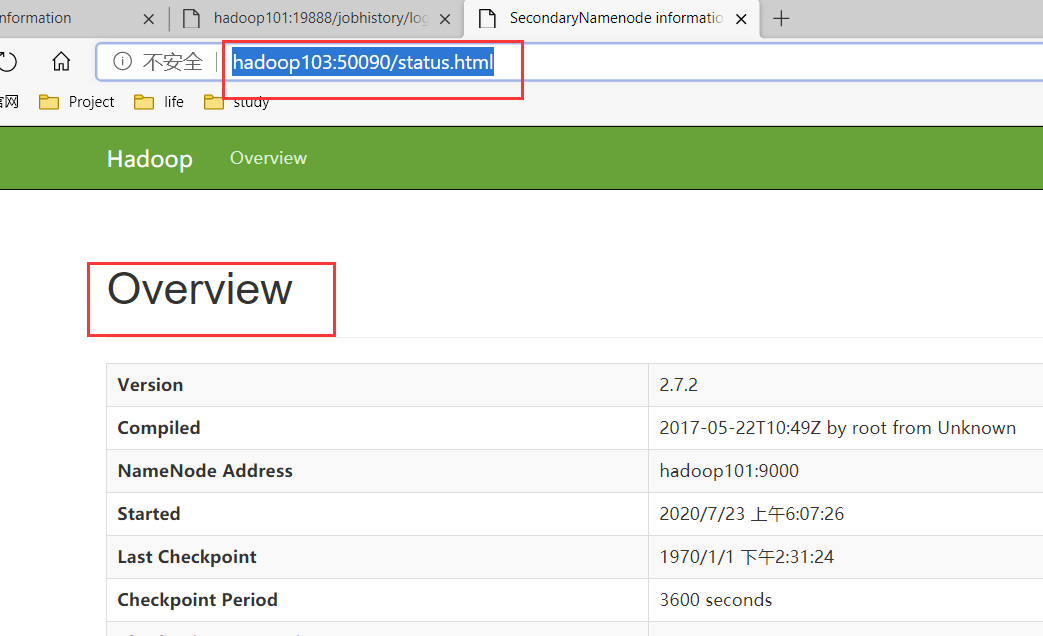 nformation hadoop101:19888/jobhistory/log SecondaryNamenode informatio
不安全 hadoop103:50090/status.html
官网 Project life study
Hadoop Overview
Overview
Version 2.7.2
Compiled 2017-05-22T10:49Z by root from Unknown
NameNode Address hadoop101:9000
Started 2020/7/23 上午6:07:26
Last Checkpoint 1970/1/1 下午2:31:24
Checkpoint Period 3600 seconds